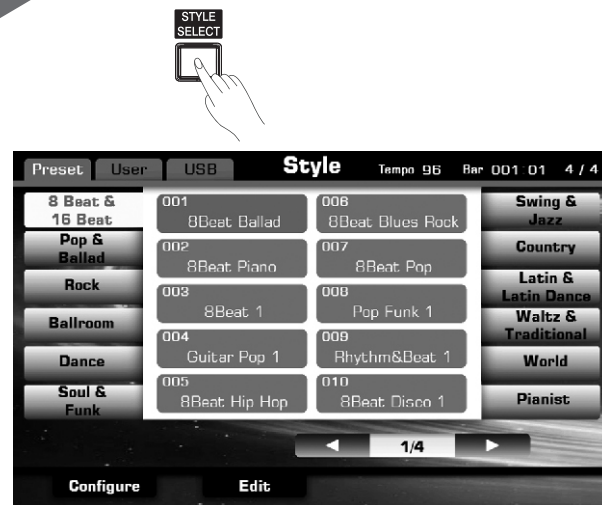 STYLE
SELECT
Preset User USB Style Tempo 96 Bar 001:01 4/4
8 Beat &
16 Beat
Pop &
Ballad
Rock
Ballroom
Dance
Soul &
Funk
001
8Beat Ballad
002
8Beat Piano
003
8Beat 1
004
Guitar Pop 1
005
8Beat Hip Hop
006
8Beat Blues Rock
007
8Beat Pop
008
Pop Funk 1
009
Rhythm&Beat 1
010
8Beat Disco 1
Swing &
Jazz
Country
Latin &
Latin Dance
Waltz &
Traditional
World
Pianist
1/4
Configure Edit